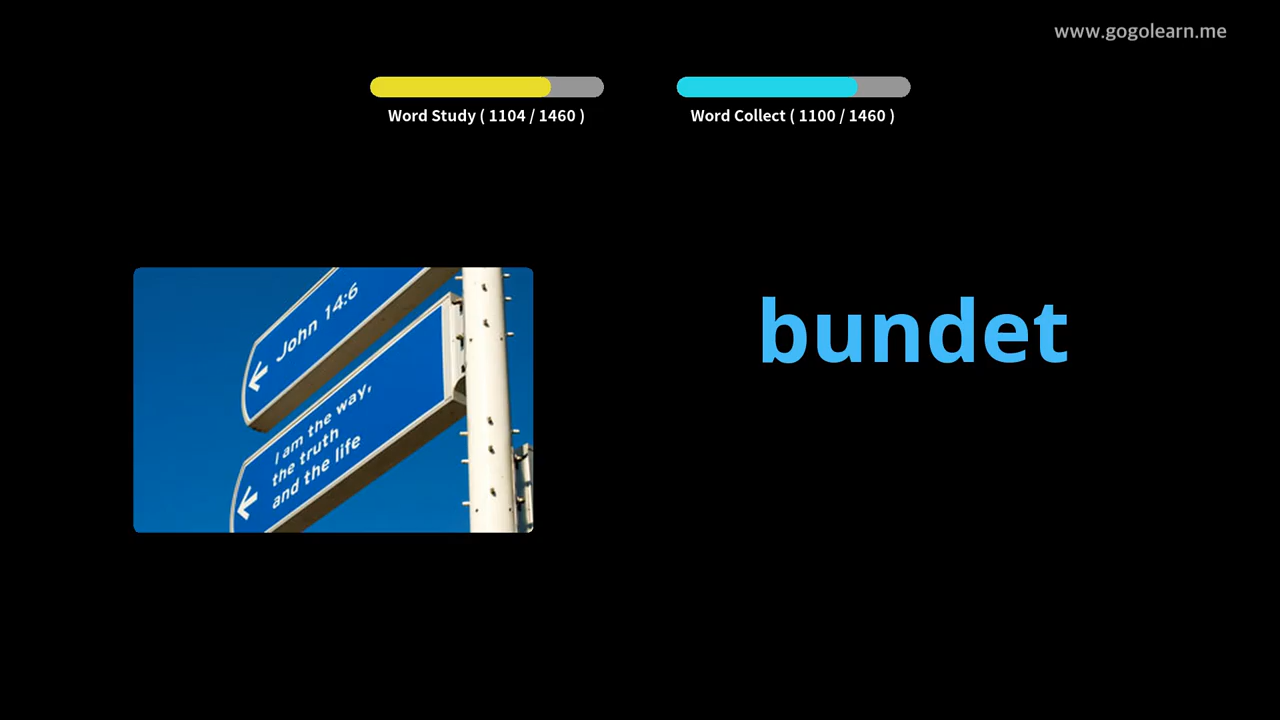 www.gogolearn.me
Word Study ( 1104 / 1460 )
Word Collect ( 1100 / 1460 )
John 14:6
I am the way,
the truth
and the life
bundet